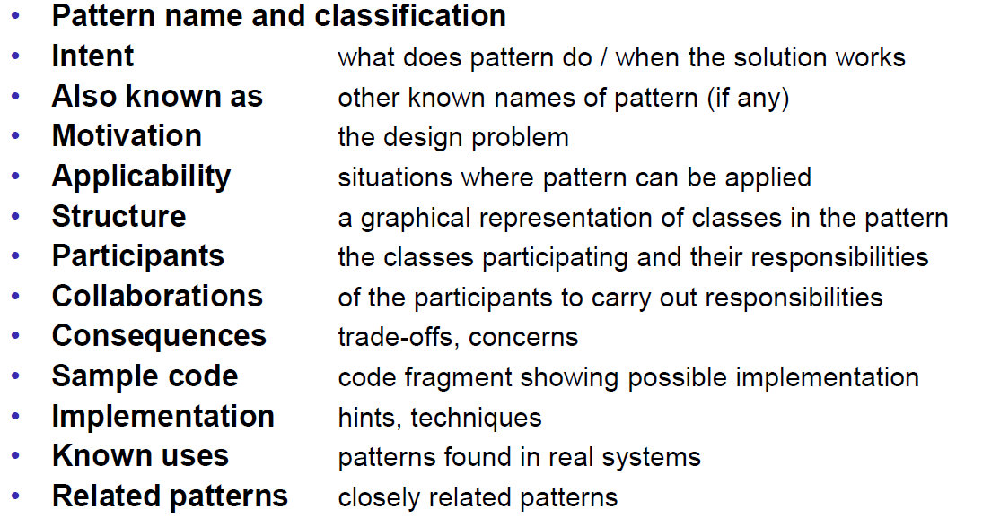 • Pattern name and classification
• Intent what does pattern do / when the solution works
• Also known as other known names of pattern (if any)
• Motivation the design problem
• Applicability situations where pattern can be applied
• Structure a graphical representation of classes in the pattern
• Participants the classes participating and their responsibilities
• Collaborations of the participants to carry out responsibilities
• Consequences trade-offs, concerns
• Sample code code fragment showing possible implementation
• Implementation hints, techniques
• Known uses patterns found in real systems
• Related patterns closely related patterns